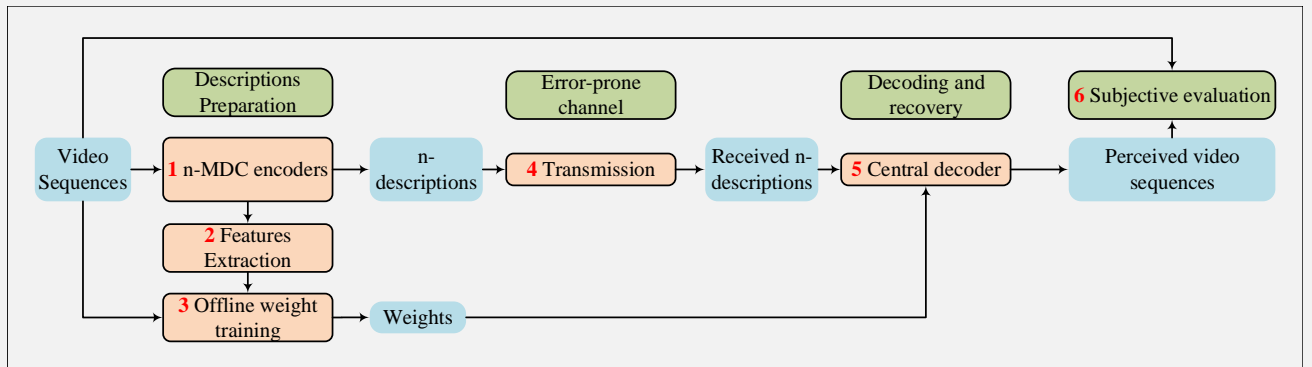 Descriptions
Preparation
Error-prone
channel
Decoding and
recovery
6 Subjective evaluation
Video
Sequences
1 n-MDC encoders
n-
descriptions
4 Transmission
Received n-
descriptions
5 Central decoder
Perceived video
sequences
2 Features
Extraction
3 Offline weight
training
Weights